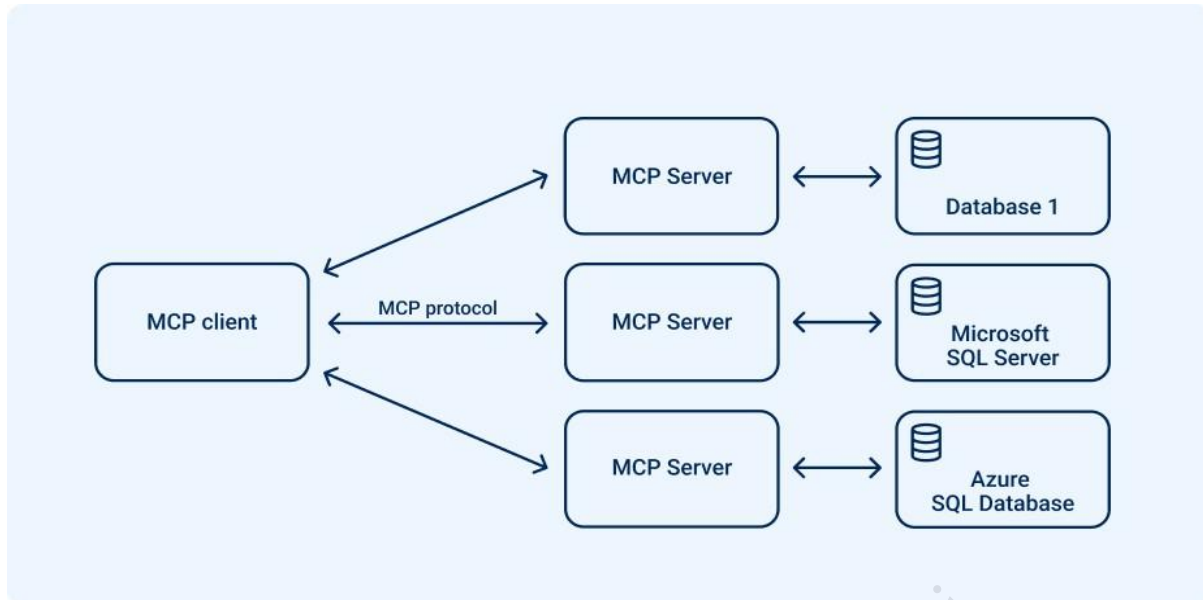 MCP Server
Database 1
MCP client
MCP protocol
MCP Server
Microsoft
SQL Server
MCP Server
Azure
SQL Database